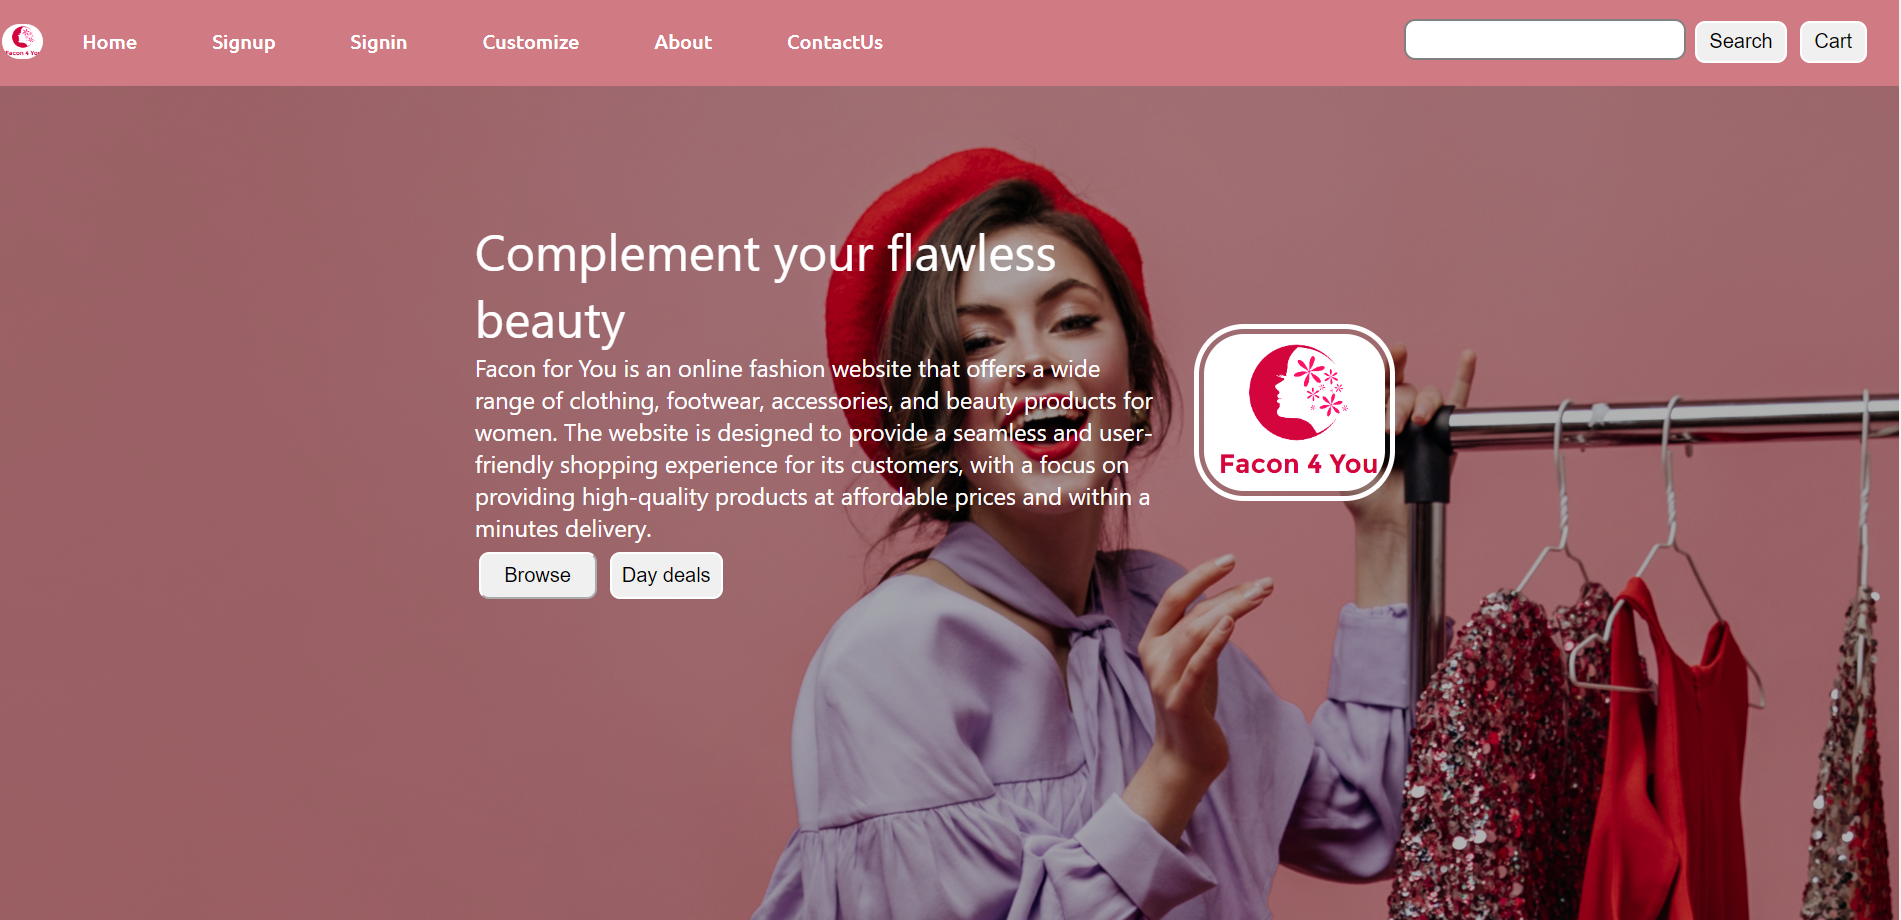 Facon 4 You
Home Signup Signin Customize About ContactUs Search Cart
Complement your flawless
beauty
Facon for You is an online fashion website that offers a wide
range of clothing, footwear, accessories, and beauty products for
women. The website is designed to provide a seamless and user-
friendly shopping experience for its customers, with a focus on
providing high-quality products at affordable prices and within a
minutes delivery.
Browse Day deals
Facon 4 You